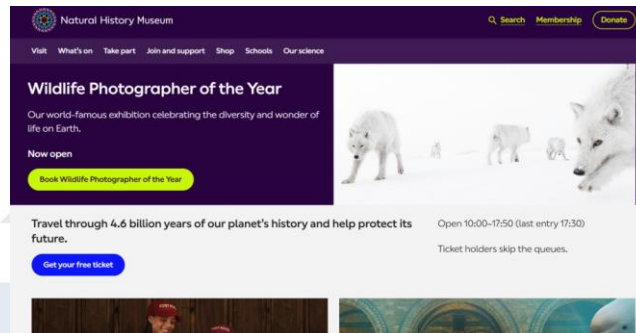 Natural History Museum
Search Membership Donate
Visit What's on Take part Join and support Shop Schools Our science
Wildlife Photographer of the Year
Our world-famous exhibition celebrating the diversity and wonder of
life on Earth.
Now open
Book Wildlife Photographer of the Year
Travel through 4.6 billion years of our planet's history and help protect its
future.
Get your free ticket
Open 10:00–17:50 (last entry 17:30)
Ticket holders skip the queues.